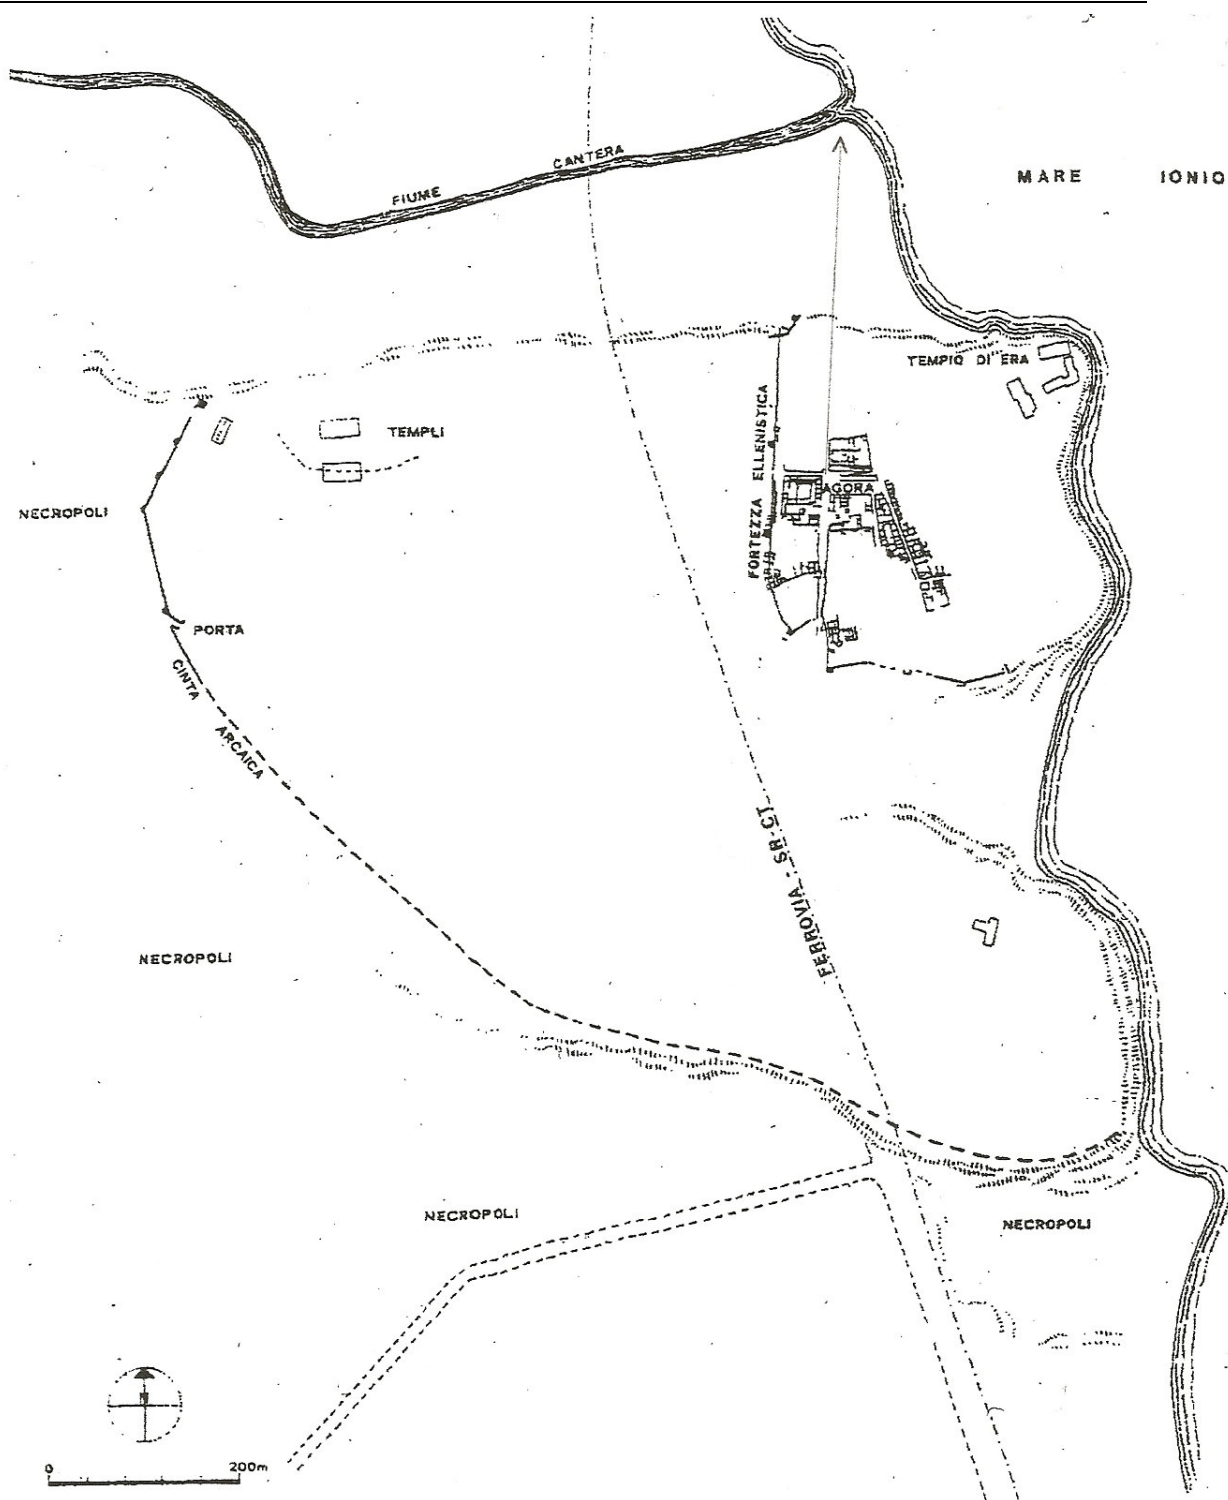 CANTERA
FIUME
MARE IONIO
TEMPIO DI ERA
FORTEZZA ELLENISTICA
TEMPLI
AGORA
NECROPOLI
PORTA
CINTA
ARCAICA
FERROVIA : SR-CT
NECROPOLI
NECROPOLI
NECROPOLI
N
0 200m